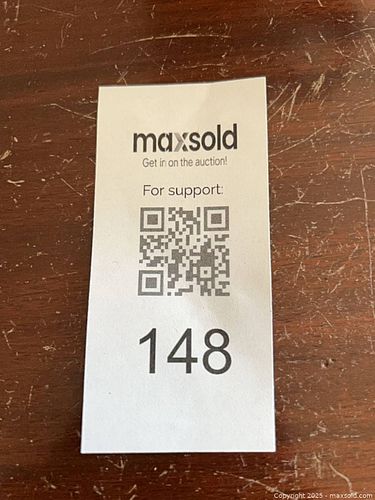 maxsold
Get in on the auction!
For support:
148
Copyright 2025 - maxsold.com